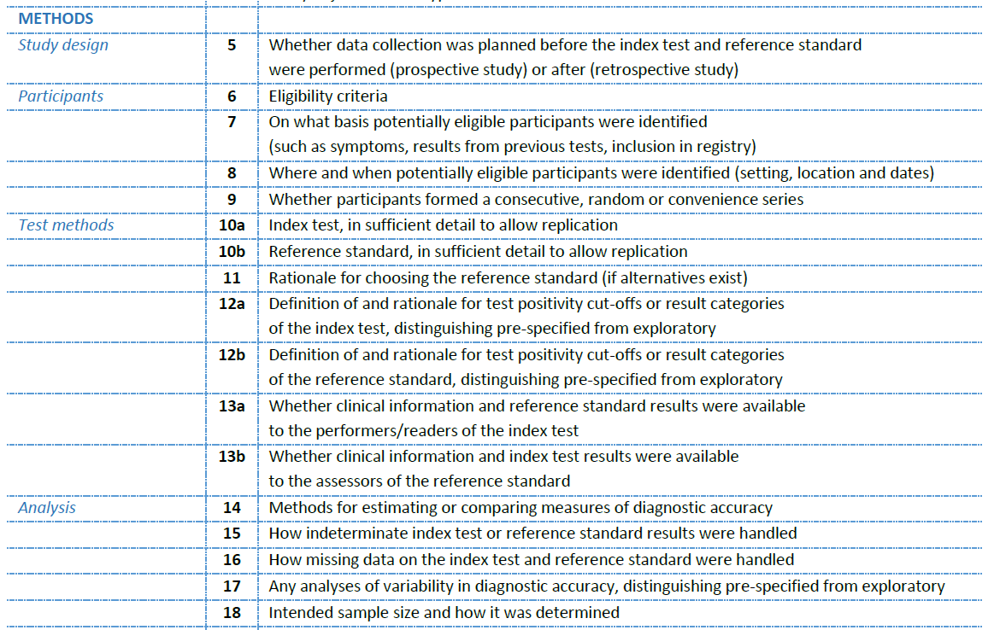 METHODS
Study design 5 Whether data collection was planned before the index test and reference standard
were performed (prospective study) or after (retrospective study)
Participants 6 Eligibility criteria
7 On what basis potentially eligible participants were identified
(such as symptoms, results from previous tests, inclusion in registry)
8 Where and when potentially eligible participants were identified (setting, location and dates)
9 Whether participants formed a consecutive, random or convenience series
Test methods 10a Index test, in sufficient detail to allow replication
10b Reference standard, in sufficient detail to allow replication
11 Rationale for choosing the reference standard (if alternatives exist)
12a Definition of and rationale for test positivity cut-offs or result categories
of the index test, distinguishing pre-specified from exploratory
12b Definition of and rationale for test positivity cut-offs or result categories
of the reference standard, distinguishing pre-specified from exploratory
13a Whether clinical information and reference standard results were available
to the performers/readers of the index test
13b Whether clinical information and index test results were available
to the assessors of the reference standard
Analysis 14 Methods for estimating or comparing measures of diagnostic accuracy
15 How indeterminate index test or reference standard results were handled
16 How missing data on the index test and reference standard were handled
17 Any analyses of variability in diagnostic accuracy, distinguishing pre-specified from exploratory
18 Intended sample size and how it was determined